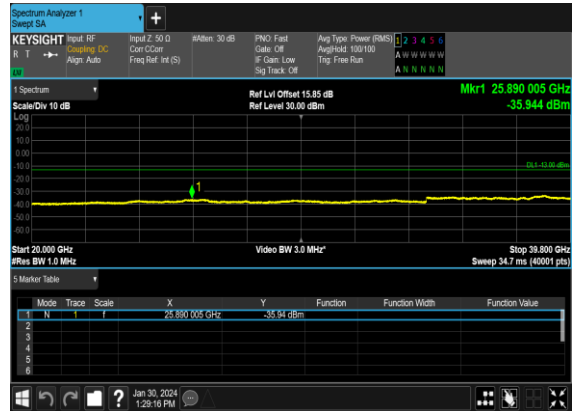 Spectrum Analyzer 1
Swept SA
+
KEYSIGHT Input: RF Input Z: 50 Ω #Atten: 30 dB PNO: Fast Avg Type: Power (RMS) 1 2 3 4 5 6
R T Coupling: DC Corr CCorr Gate: Off Avg|Hold: 100/100 A W W W W W
Align: Auto Freq Ref: Int (S) IF Gain: Low Trig: Free Run
Sig Track: Off A N N N N N
1 Spectrum Ref Lvl Offset 15.85 dB Mkr1 25.890 005 GHz
Scale/Div 10 dB Ref Level 30.00 dBm -35.944 dBm
Log
20.0
10.0
0.00
-10.0
DL1 -13.00 dBm
-20.0
1
-30.0
-40.0
-50.0
-60.0
Start 20.000 GHz Video BW 3.0 MHz* Stop 39.800 GHz
#Res BW 1.0 MHz Sweep 34.7 ms (40001 pts)
5 Marker Table
Mode Trace Scale X Y Function Function Width Function Value
1 N 1 f 25.890 005 GHz -35.94 dBm
2
3
4
5
6
? Jan 30, 2024
1:29:16 PM